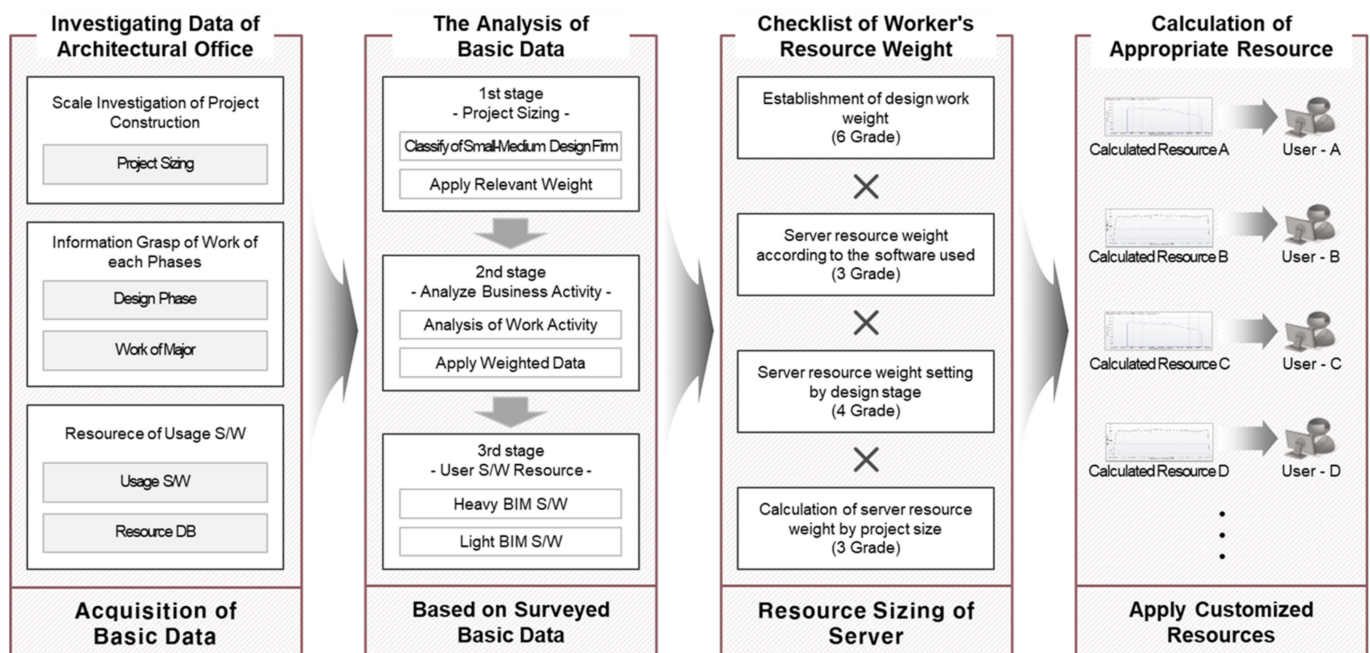 Investigating Data of
Architectural Office
Scale Investigation of Project
Construction
Project Sizing
Information Grasp of Work of
each Phases
Design Phase
Work of Major
Resourece of Usage S/W
Usage S/W
Resource DB
Acquisition of
Basic Data
The Analysis of
Basic Data
1st stage
- Project Sizing -
Classify of Small-Medium Design Firm
Apply Relevant Weight
2nd stage
- Analyze Business Activity -
Analysis of Work Activity
Apply Weighted Data
3rd stage
- User S/W Resource -
Heavy BIM S/W
Light BIM S/W
Based on Surveyed
Basic Data
Checklist of Worker's
Resource Weight
Establishment of design work
weight
(6 Grade)
×
Server resource weight
according to the software used
(3 Grade)
×
Server resource weight setting
by design stage
(4 Grade)
×
Calculation of server resource
weight by project size
(3 Grade)
Resource Sizing of
Server
Calculation of
Appropriate Resource
Calculated Resource A
User - A
Calculated Resource B
User - B
Calculated Resource C
User - C
Calculated Resource D
User - D
Apply Customized
Resources